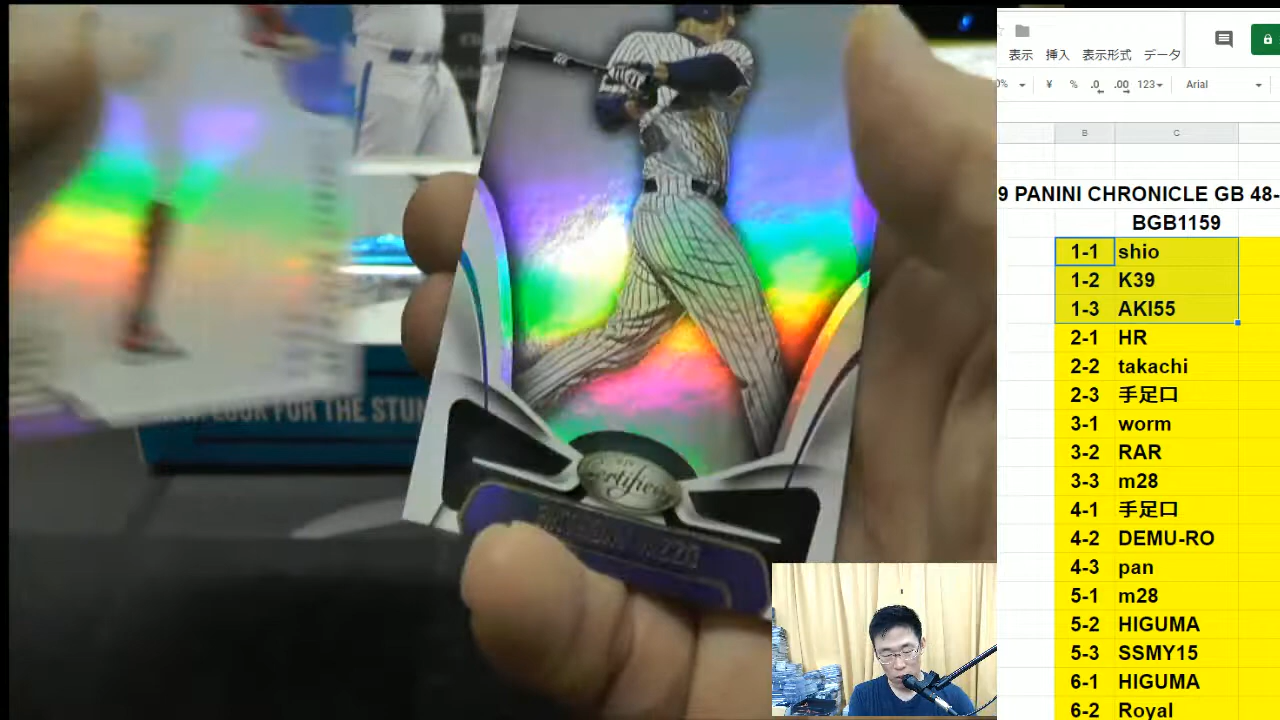 表示 挿入 表示形式 データ
% ¥ % .0 .00 123 Arial
B C
9 PANINI CHRONICLE GB 48-
BGB1159
1-1 shio
1-2 K39
1-3 AKI55
2-1 HR
2-2 takachi
2-3 手足口
3-1 worm
3-2 RAR
3-3 m28
4-1 手足口
4-2 DEMU-RO
4-3 pan
5-1 m28
5-2 HIGUMA
5-3 SSMY15
6-1 HIGUMA
6-2 Royal
LOOK FOR THE STUN
Certified